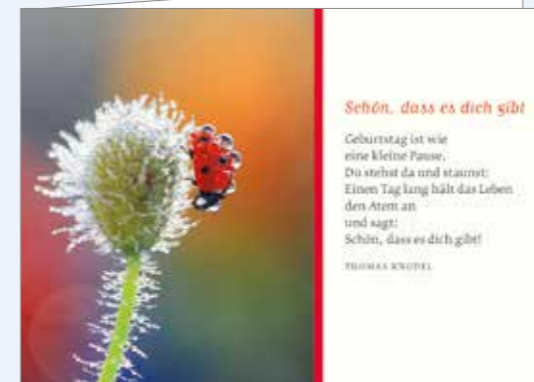 Schön, dass es dich gibt
Geburtstag ist wie
eine kleine Pause.
Du stehst da und staunst:
Einen Tag lang hält das Leben
den Atem an
und sagt:
Schön, dass es dich gibt!
THOMAS KNODEL